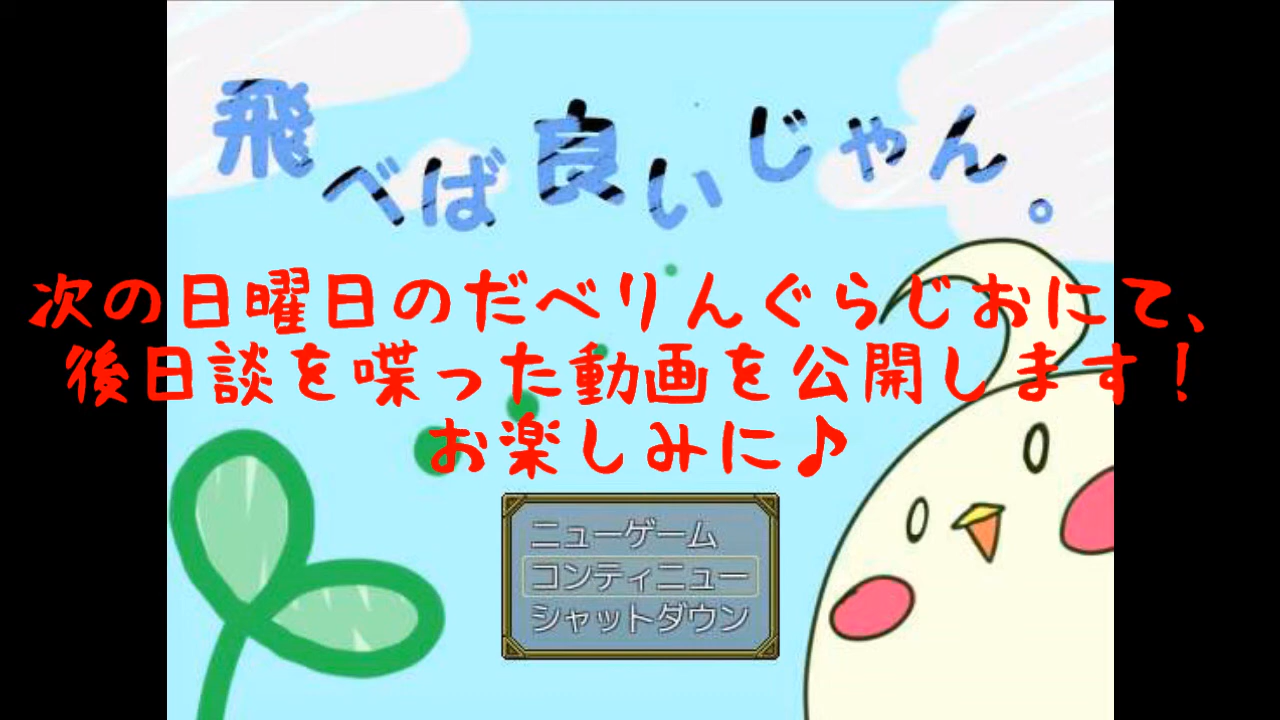 飛べば良いじゃん。
次の日曜日のだべりんぐらじおにて、
後日談を喋った動画を公開します！
お楽しみに♪
ニューゲーム
コンティニュー
シャットダウン